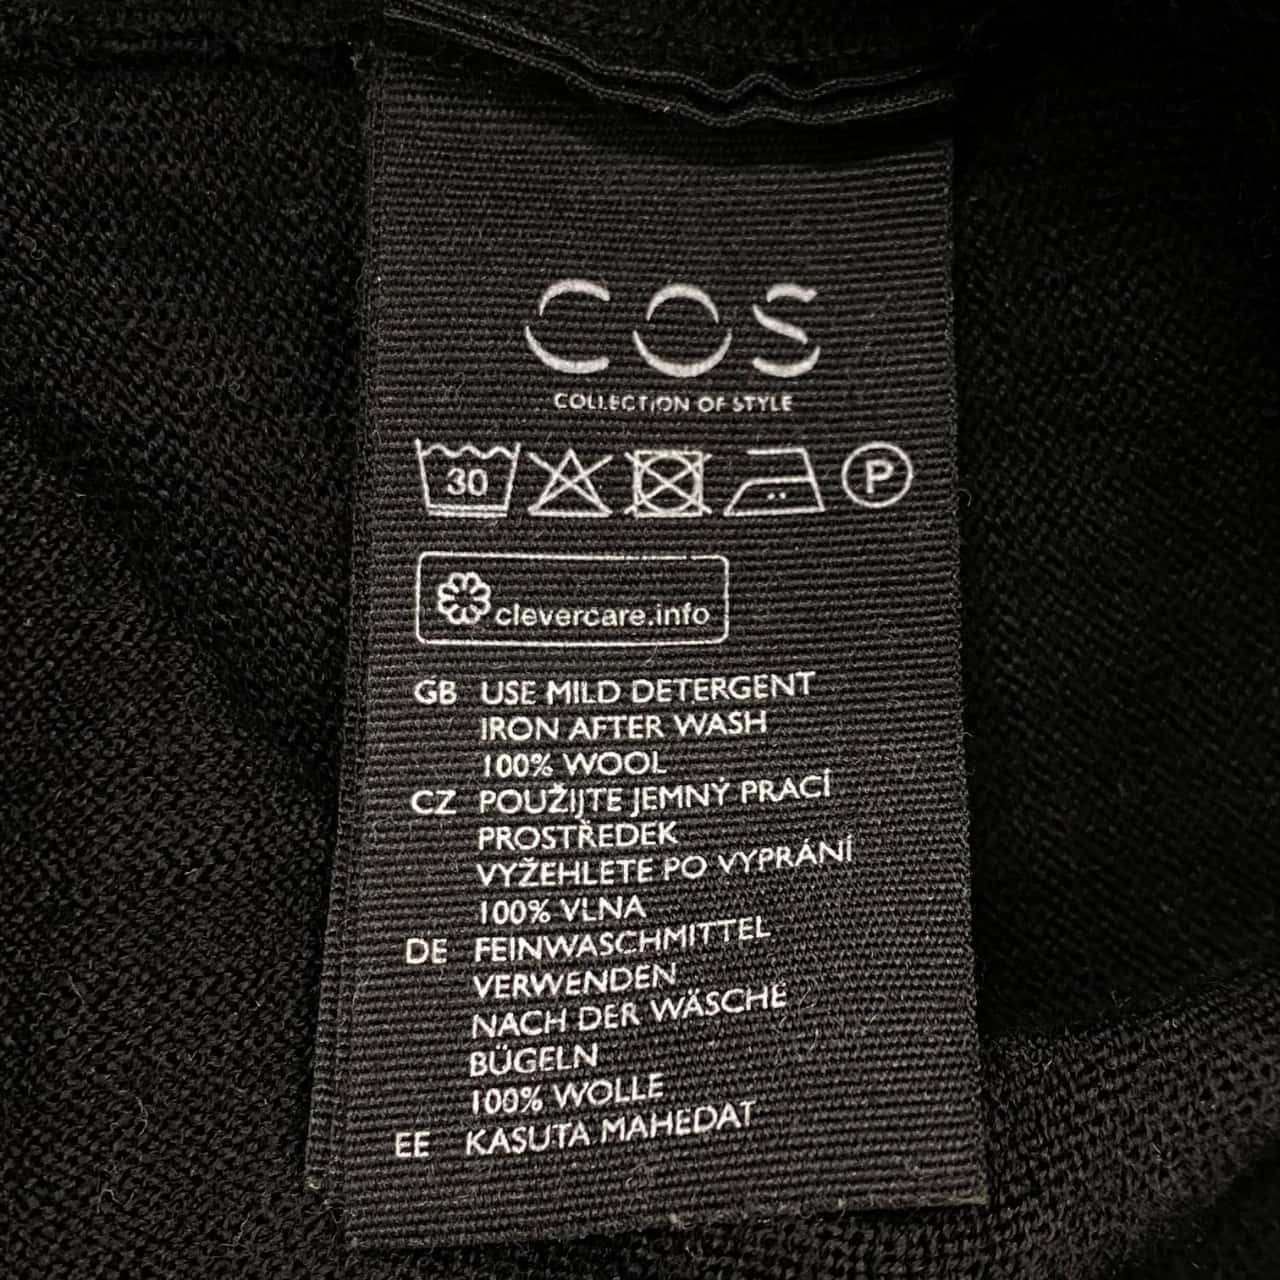 COS
COLLECTION OF STYLE
30 P
clevercare.info
GB USE MILD DETERGENT
IRON AFTER WASH
100% WOOL
CZ POUŽIJTE JEMNÝ PRACÍ
PROSTŘEDEK
VYŽEHLETE PO VYPRÁNÍ
100% VLNA
DE FEINWASCHMITTEL
VERWENDEN
NACH DER WÄSCHE
BÜGELN
100% WOLLE
EE KASUTA MAHEDAT